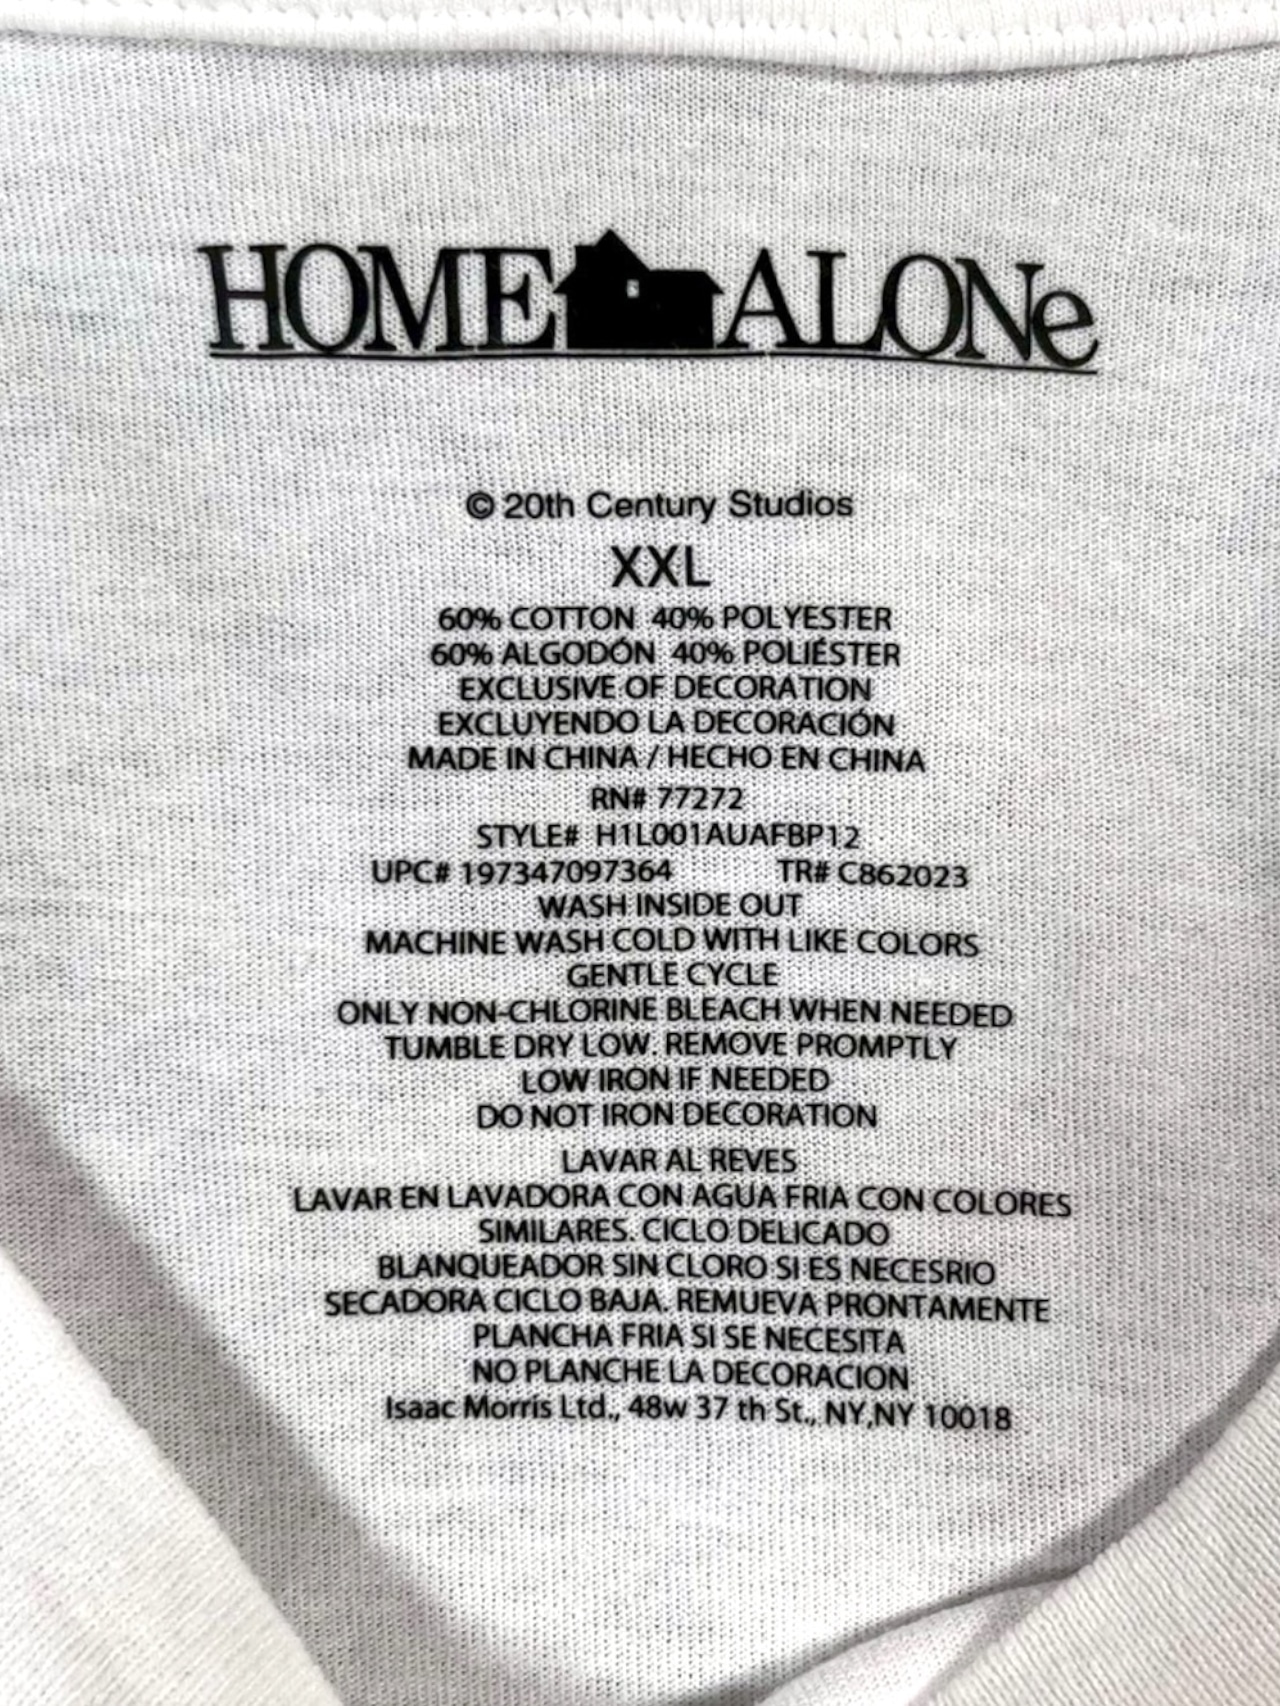 HOME ALONe
© 20th Century Studios
XXL
60% COTTON 40% POLYESTER
60% ALGODÓN 40% POLIÉSTER
EXCLUSIVE OF DECORATION
EXCLUYENDO LA DECORACIÓN
MADE IN CHINA / HECHO EN CHINA
RN# 77272
STYLE# H1L001AUAFBP12
UPC# 197347097364 TR# C862023
WASH INSIDE OUT
MACHINE WASH COLD WITH LIKE COLORS
GENTLE CYCLE
ONLY NON-CHLORINE BLEACH WHEN NEEDED
TUMBLE DRY LOW. REMOVE PROMPTLY
LOW IRON IF NEEDED
DO NOT IRON DECORATION
LAVAR AL REVES
LAVAR EN LAVADORA CON AGUA FRIA CON COLORES
SIMILARES. CICLO DELICADO
BLANQUEADOR SIN CLORO SI ES NECESRIO
SECADORA CICLO BAJA. REMUEVA PRONTAMENTE
PLANCHA FRIA SI SE NECESITA
NO PLANCHE LA DECORACION
Isaac Morris Ltd., 48w 37 th St., NY,NY 10018